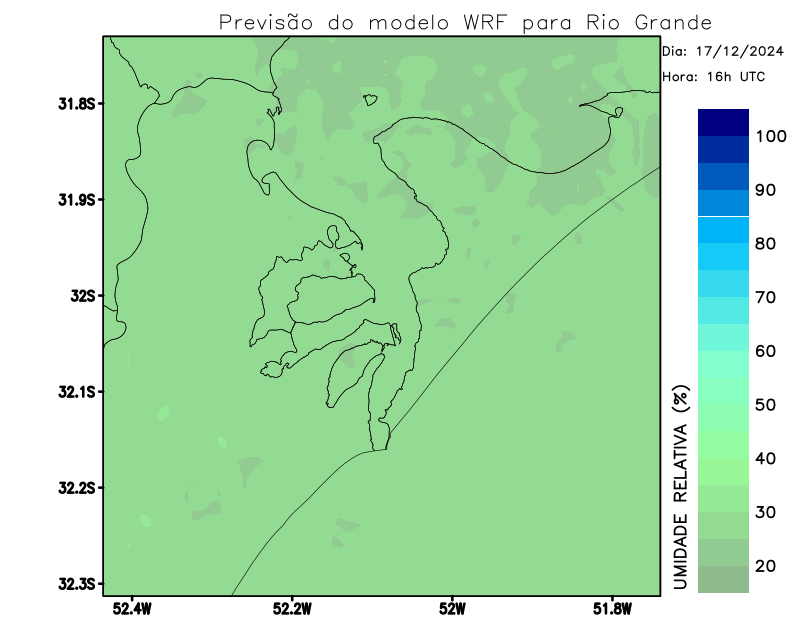 Previsão do modelo WRF para Rio Grande
Dia: 17/12/2024
Hora: 16h UTC
31.8S
31.9S
32S
32.1S
32.2S
32.3S
52.4W 52.2W 52W 51.8W
100
90
80
70
60
50
40
30
20
UMIDADE RELATIVA (%)